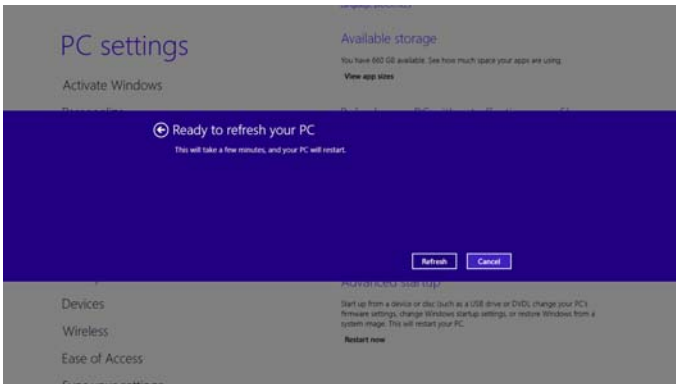 PC settings
Activate Windows
Devices
Wireless
Ease of Access
Available storage
You have 660 GB available. See how much space your apps are using.
View app sizes
Ready to refresh your PC
This will take a few minutes, and your PC will restart.
Refresh
Cancel
Advanced startup
Start up from a device or disc (such as a USB drive or DVD), change your PC's
firmware settings, change Windows startup settings, or restore Windows from a
system image. This will restart your PC.
Restart now